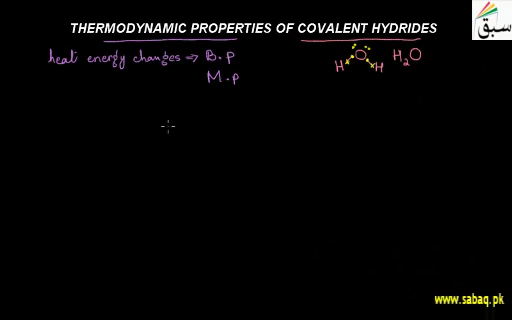 THERMODYNAMIC PROPERTIES OF COVALENT HYDRIDES
سبق
heat energy changes ⇒ B.p
M.p
O H₂O
H H
www.sabaq.pk